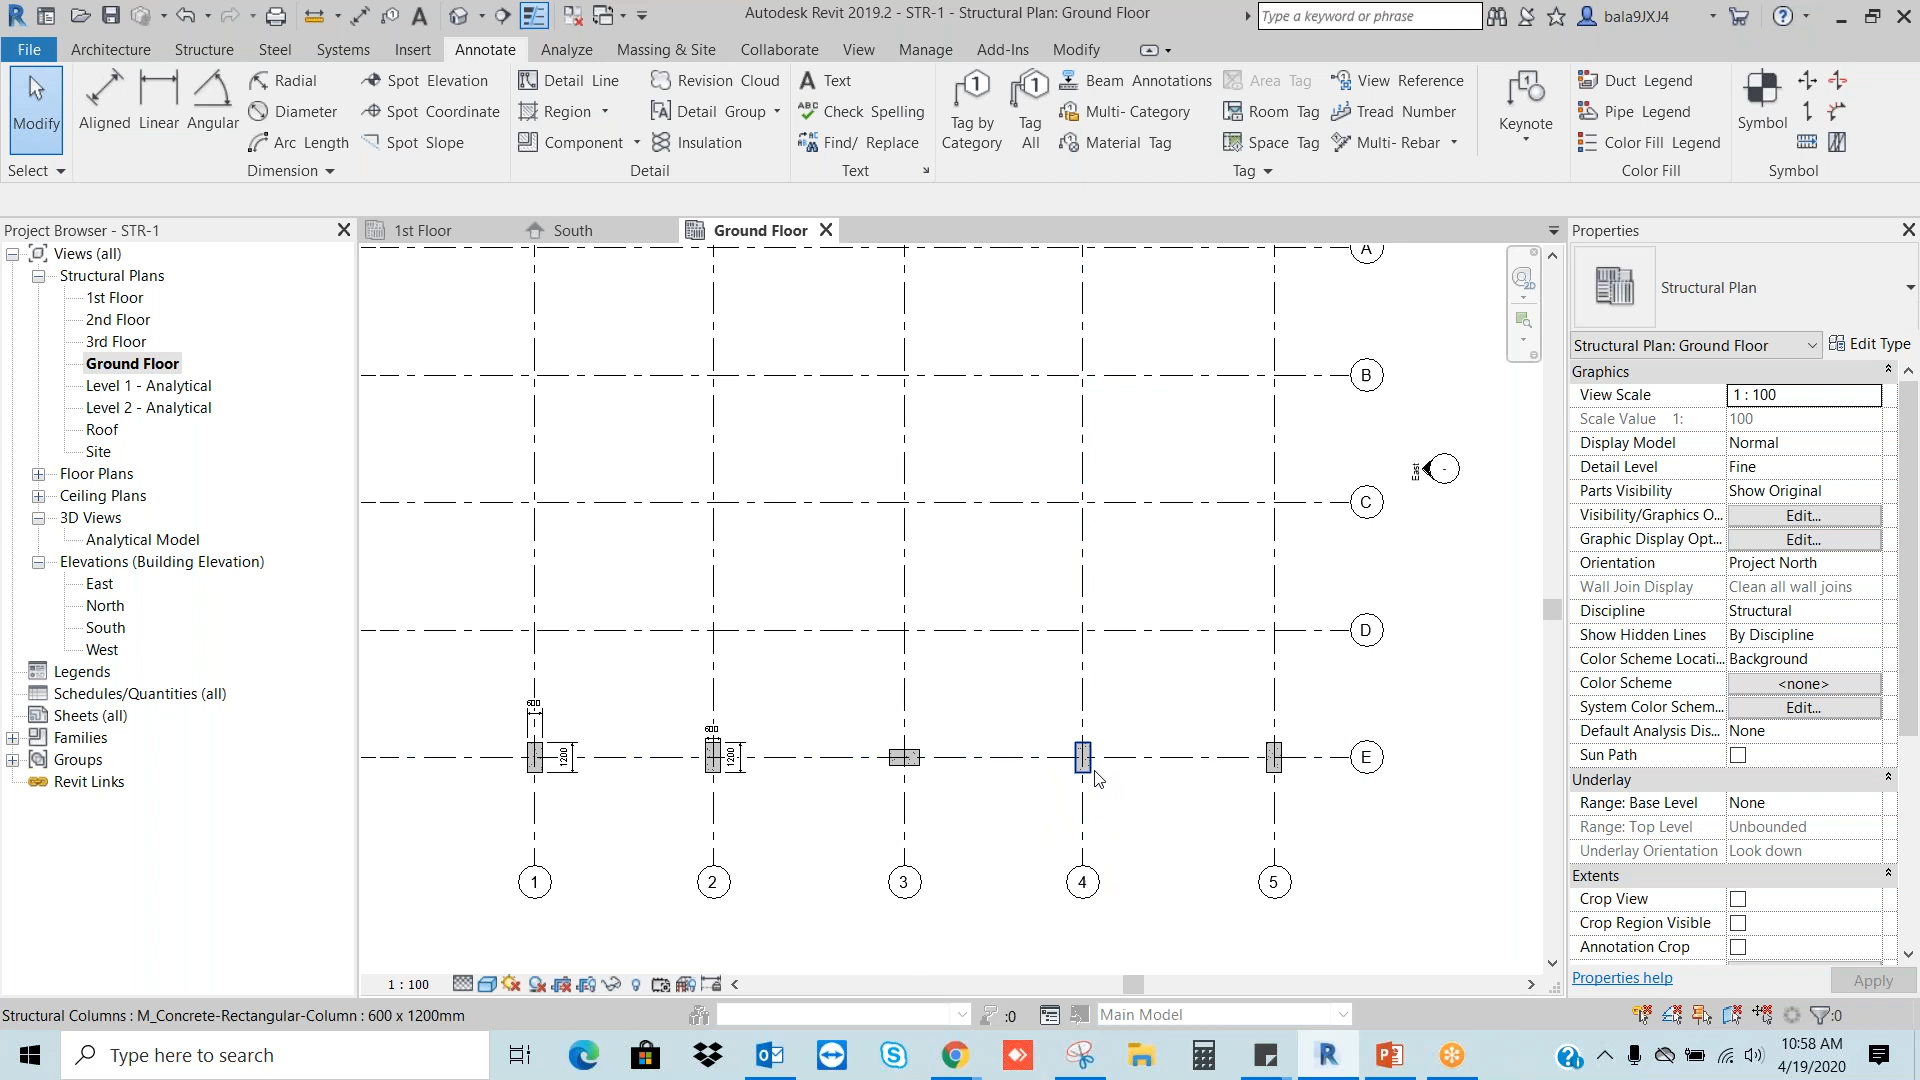 Autodesk Revit 2019.2 - STR-1 - Structural Plan: Ground Floor
Type a keyword or phrase
bala9JXJ4
File Architecture Structure Steel Systems Insert Annotate Analyze Massing & Site Collaborate View Manage Add-Ins Modify
Modify
Aligned Linear Angular
Radial
Diameter
Arc Length
Spot Elevation
Spot Coordinate
Spot Slope
Detail Line
Region
Component
Revision Cloud
Detail Group
Insulation
Text
Check Spelling
Find/ Replace
Tag by Category
Tag All
Beam Annotations
Multi- Category
Material Tag
Area Tag
Room Tag
Space Tag
View Reference
Tread Number
Multi- Rebar
Keynote
Duct Legend
Pipe Legend
Color Fill Legend
Symbol
Select Dimension Detail Text Tag Color Fill Symbol
Project Browser - STR-1
Views (all)
Structural Plans
1st Floor
2nd Floor
3rd Floor
Ground Floor
Level 1 - Analytical
Level 2 - Analytical
Roof
Site
Floor Plans
Ceiling Plans
3D Views
Analytical Model
Elevations (Building Elevation)
East
North
South
West
Legends
Schedules/Quantities (all)
Sheets (all)
Families
Groups
Revit Links
1st Floor South Ground Floor
A
B
East -
C
D
600
600
1200
1200
E
1 2 3 4 5
1 : 100
Properties
Structural Plan
Structural Plan: Ground Floor Edit Type
Graphics
View Scale 1 : 100
Scale Value 1: 100
Display Model Normal
Detail Level Fine
Parts Visibility Show Original
Visibility/Graphics O... Edit...
Graphic Display Opt... Edit...
Orientation Project North
Wall Join Display Clean all wall joins
Discipline Structural
Show Hidden Lines By Discipline
Color Scheme Locati... Background
Color Scheme <none>
System Color Schem... Edit...
Default Analysis Dis... None
Sun Path
Underlay
Range: Base Level None
Range: Top Level Unbounded
Underlay Orientation Look down
Extents
Crop View
Crop Region Visible
Annotation Crop
Properties help Apply
Structural Columns : M_Concrete-Rectangular-Column : 600 x 1200mm
:0
Main Model
:0
Type here to search
10:58 AM
4/19/2020